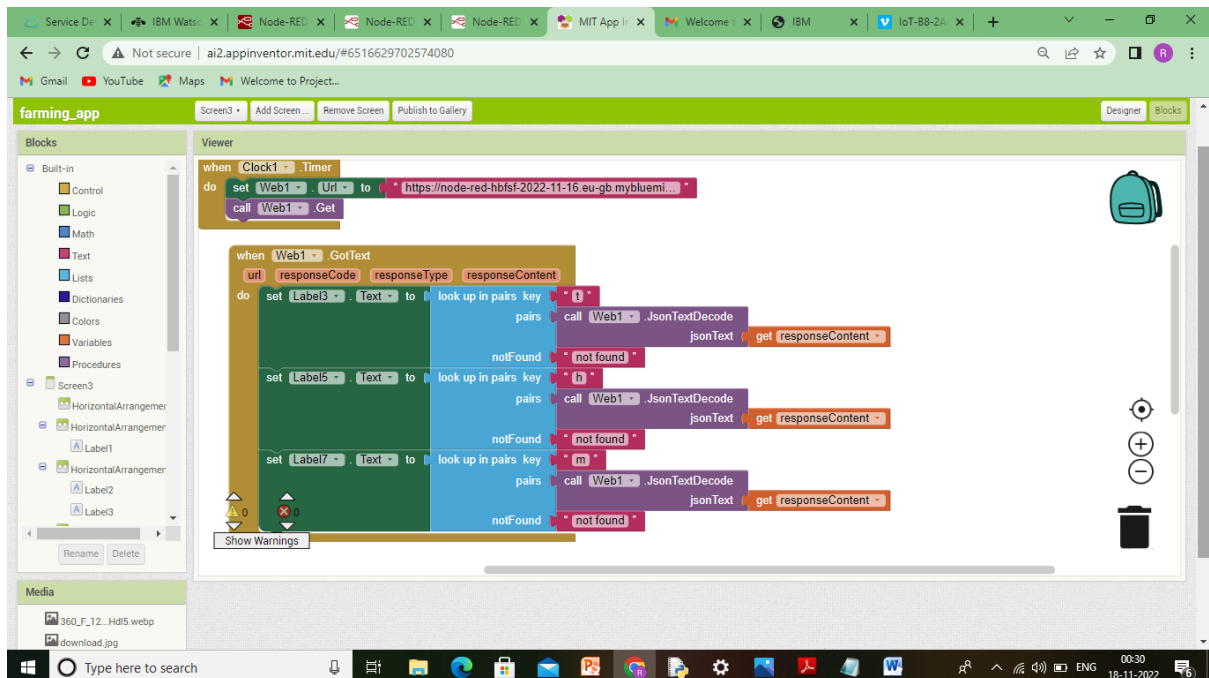 Service De
IBM Wats
Node-RED
Node-RED
Node-RED
MIT App In
Welcome t
IBM
IoT-B8-2A
Not secure
ai2.appinventor.mit.edu/#6516629702574080
R
Gmail
YouTube
Maps
Welcome to Project...
farming_app
Screen3
Add Screen ...
Remove Screen
Publish to Gallery
Designer
Blocks
Blocks
Viewer
Built-in
Control
Logic
Math
Text
Lists
Dictionaries
Colors
Variables
Procedures
Screen3
HorizontalArrangemer
HorizontalArrangemer
Label1
HorizontalArrangemer
Label2
Label3
Rename
Delete
Media
360_F_12...Hdl5.webp
download.jpg
when Clock1 .Timer
do set Web1 . Url to " https://node-red-hbfsf-2022-11-16.eu-gb.mybluemi... "
call Web1 .Get
when Web1 .GotText
url responseCode responseType responseContent
do set Label3 . Text to look up in pairs key " t "
pairs call Web1 .JsonTextDecode
jsonText get responseContent
notFound " not found "
set Label5 . Text to look up in pairs key " h "
pairs call Web1 .JsonTextDecode
jsonText get responseContent
notFound " not found "
set Label7 . Text to look up in pairs key " m "
pairs call Web1 .JsonTextDecode
jsonText get responseContent
notFound " not found "
0 0
Show Warnings
Type here to search
ENG
00:30
18-11-2022
6